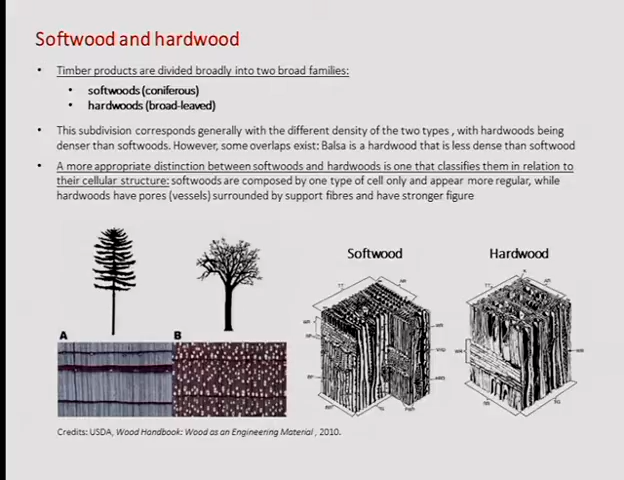 Softwood and hardwood
• Timber products are divided broadly into two broad families:
• softwoods (coniferous)
• hardwoods (broad-leaved)
• This subdivision corresponds generally with the different density of the two types , with hardwoods being
denser than softwoods. However, some overlaps exist: Balsa is a hardwood that is less dense than softwood
• A more appropriate distinction between softwoods and hardwoods is one that classifies them in relation to
their cellular structure: softwoods are composed by one type of cell only and appear more regular, while
hardwoods have pores (vessels) surrounded by support fibres and have stronger figure
Softwood
Hardwood
A
B
Credits: USDA, Wood Handbook: Wood as an Engineering Material , 2010.